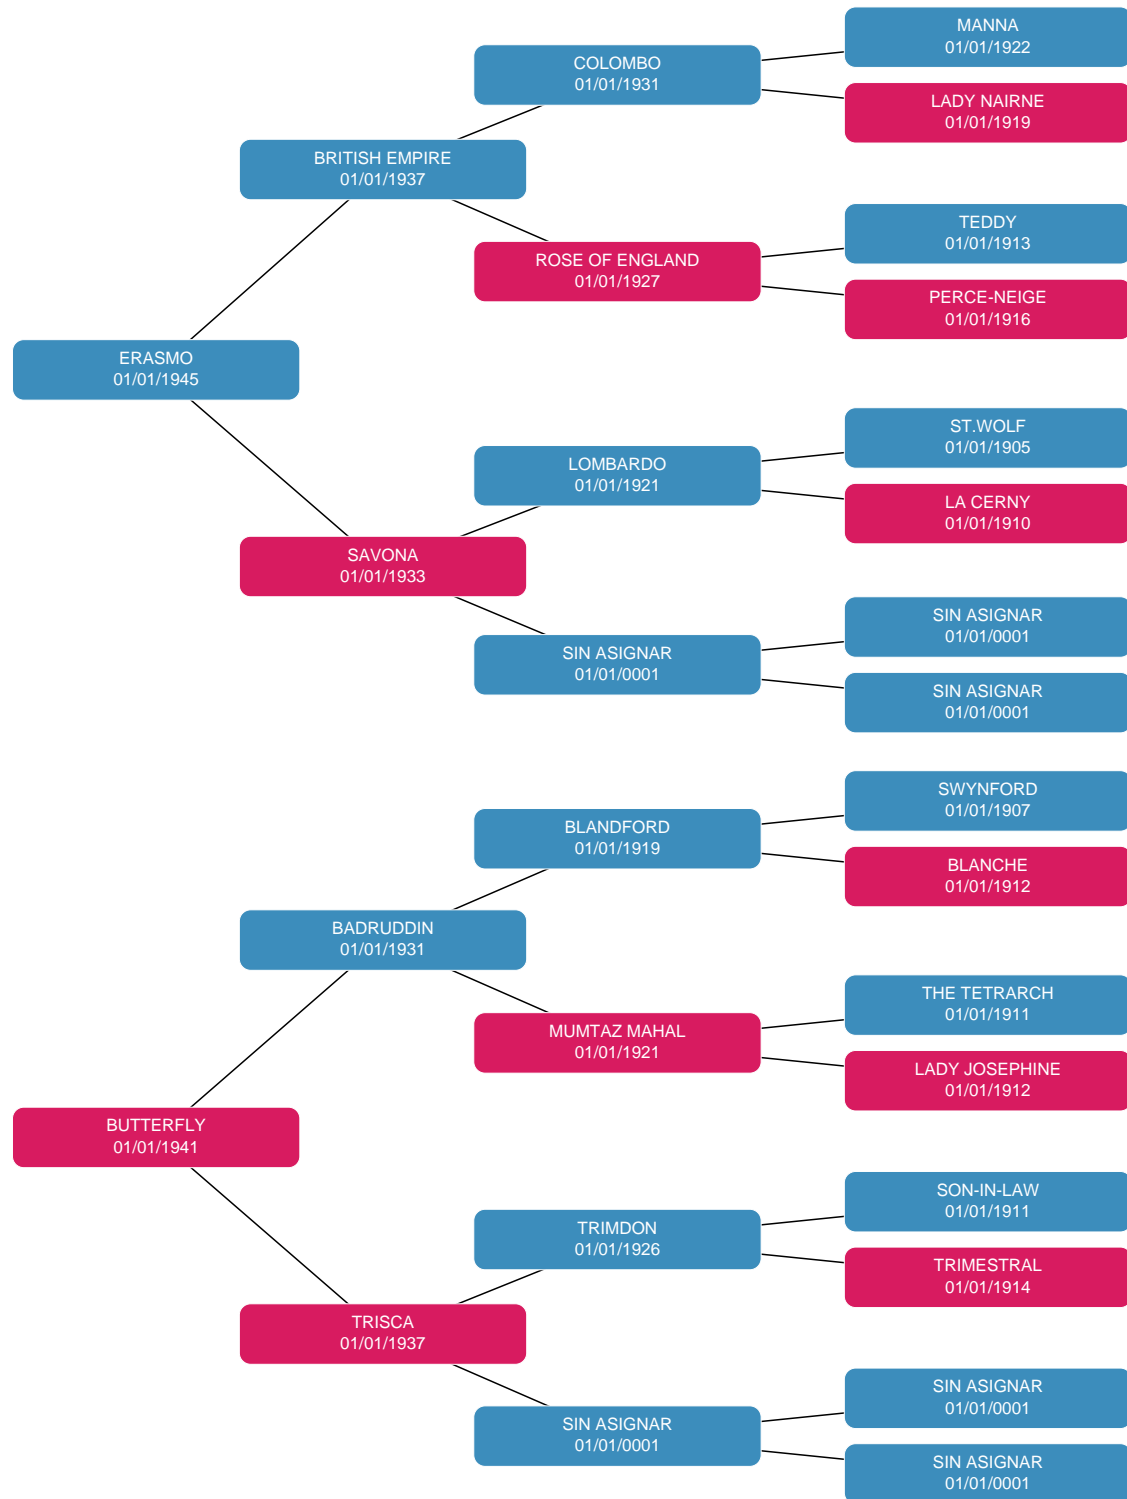 MANNA
01/01/1922
COLOMBO
01/01/1931
LADY NAIRNE
01/01/1919
BRITISH EMPIRE
01/01/1937
TEDDY
01/01/1913
ROSE OF ENGLAND
01/01/1927
PERCE-NEIGE
01/01/1916
ERASMO
01/01/1945
ST.WOLF
01/01/1905
LOMBARDO
01/01/1921
LA CERNY
01/01/1910
SAVONA
01/01/1933
SIN ASIGNAR
01/01/0001
SIN ASIGNAR
01/01/0001
SIN ASIGNAR
01/01/0001
SWYNFORD
01/01/1907
BLANDFORD
01/01/1919
BLANCHE
01/01/1912
BADRUDDIN
01/01/1931
THE TETRARCH
01/01/1911
MUMTAZ MAHAL
01/01/1921
LADY JOSEPHINE
01/01/1912
BUTTERFLY
01/01/1941
SON-IN-LAW
01/01/1911
TRIMDON
01/01/1926
TRIMESTRAL
01/01/1914
TRISCA
01/01/1937
SIN ASIGNAR
01/01/0001
SIN ASIGNAR
01/01/0001
SIN ASIGNAR
01/01/0001